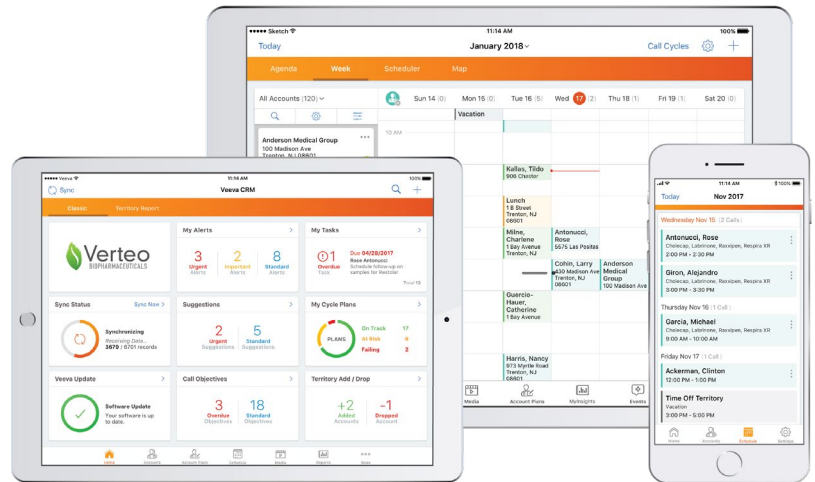 Sketch
11:14 AM
100%
Today
January 2018
Call Cycles
Agenda
Week
Scheduler
Map
All Accounts (120)
Sun 14 (0)
Mon 15 (0)
Tue 16 (5)
Wed 17 (2)
Thu 18 (1)
Fri 19 (1)
Sat 20 (0)
Vacation
Anderson Medical Group
100 Madison Ave
Trenton, NJ 08601
10 AM
Kallas, Tildo
908 Chester
Lunch
1 B Street
Trenton, NJ
08601
Milne,
Charlene
1 Bay Avenue
Trenton, NJ
Antonucci,
Rose
5575 Las Positas
Cohin, Larry
430 Madison Ave
Trenton, NJ
08601
Anderson
Medical
Group
100 Madison Ave
Guercio-
Hauer,
Catherine
1 Bay Avenue
Harris, Nancy
973 Myrtle Road
Trenton, NJ
08601
Media
Account Plans
MyInsights
Events
Veeva
11:14 AM
100%
Sync
Veeva CRM
Classic
Territory Report
Verteo
BIOPHARMACEUTICALS
My Alerts
3
Urgent
Alerts
2
Important
Alerts
8
Standard
Alerts
My Tasks
1
Overdue
Task
Due 04/28/2017
Rose Antonucci
Schedule follow-up on
samples for Restolar
Total 13
Sync Status
Sync Now
Synchronizing
Receiving Data...
3670 / 6701 records
Suggestions
2
Urgent
Suggestions
5
Standard
Suggestions
My Cycle Plans
PLANS
On Track 17
At Risk
Failing 2
Veeva Update
Software Update
Your software is up
to date.
Call Objectives
3
Overdue
Objectives
18
Standard
Objectives
Territory Add / Drop
+2
Added
Accounts
-1
Dropped
Account
Home
Accounts
Account Plans
Schedule
Media
Reports
More
11:14 AM
100%
Today
Nov 2017
Wednesday Nov 15 (2 Calls)
Antonucci, Rose
Cholecap, Labrinone, Raxxipen, Respira XR
2:00 PM - 2:30 PM
Giron, Alejandro
Cholecap, Labrinone, Raxxipen, Respira XR
3:00 PM - 3:30 PM
Thursday Nov 16 (1 Call)
Garcia, Michael
Cholecap, Labrinone, Raxxipen, Respira XR
9:00 AM - 10:00 AM
Friday Nov 17 (1 Call)
Ackerman, Clinton
12:00 PM - 1:00 PM
Time Off Territory
Vacation
3:00 PM - 5:00 PM
Home
Accounts
Schedule
Settings